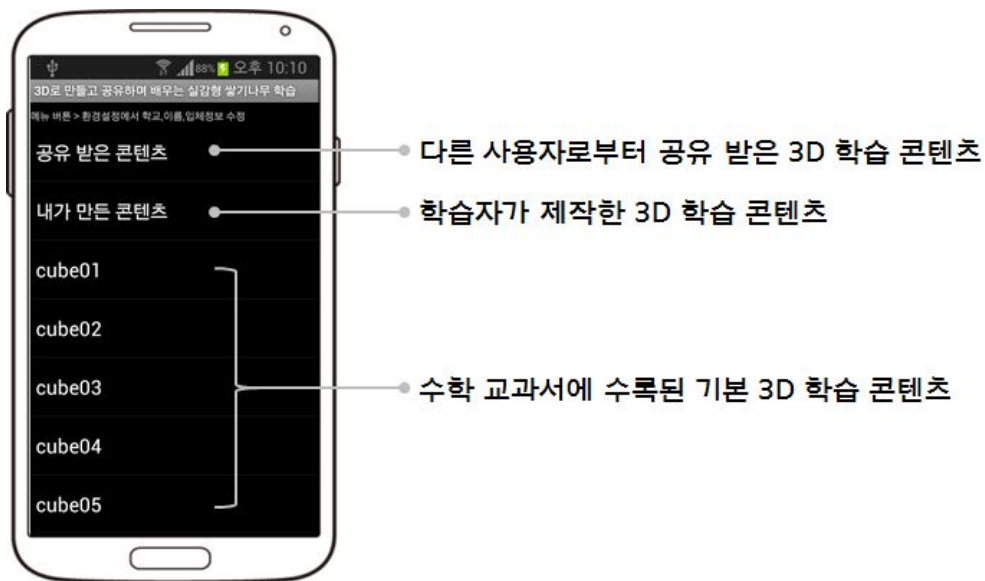 88% 오후 10:10
3D로 만들고 공유하며 배우는 실감형 쌓기나무 학습
메뉴 버튼 > 환경설정에서 학교,이름,입체정보 수정
공유 받은 콘텐츠
다른 사용자로부터 공유 받은 3D 학습 콘텐츠
내가 만든 콘텐츠
학습자가 제작한 3D 학습 콘텐츠
cube01
cube02
cube03
수학 교과서에 수록된 기본 3D 학습 콘텐츠
cube04
cube05